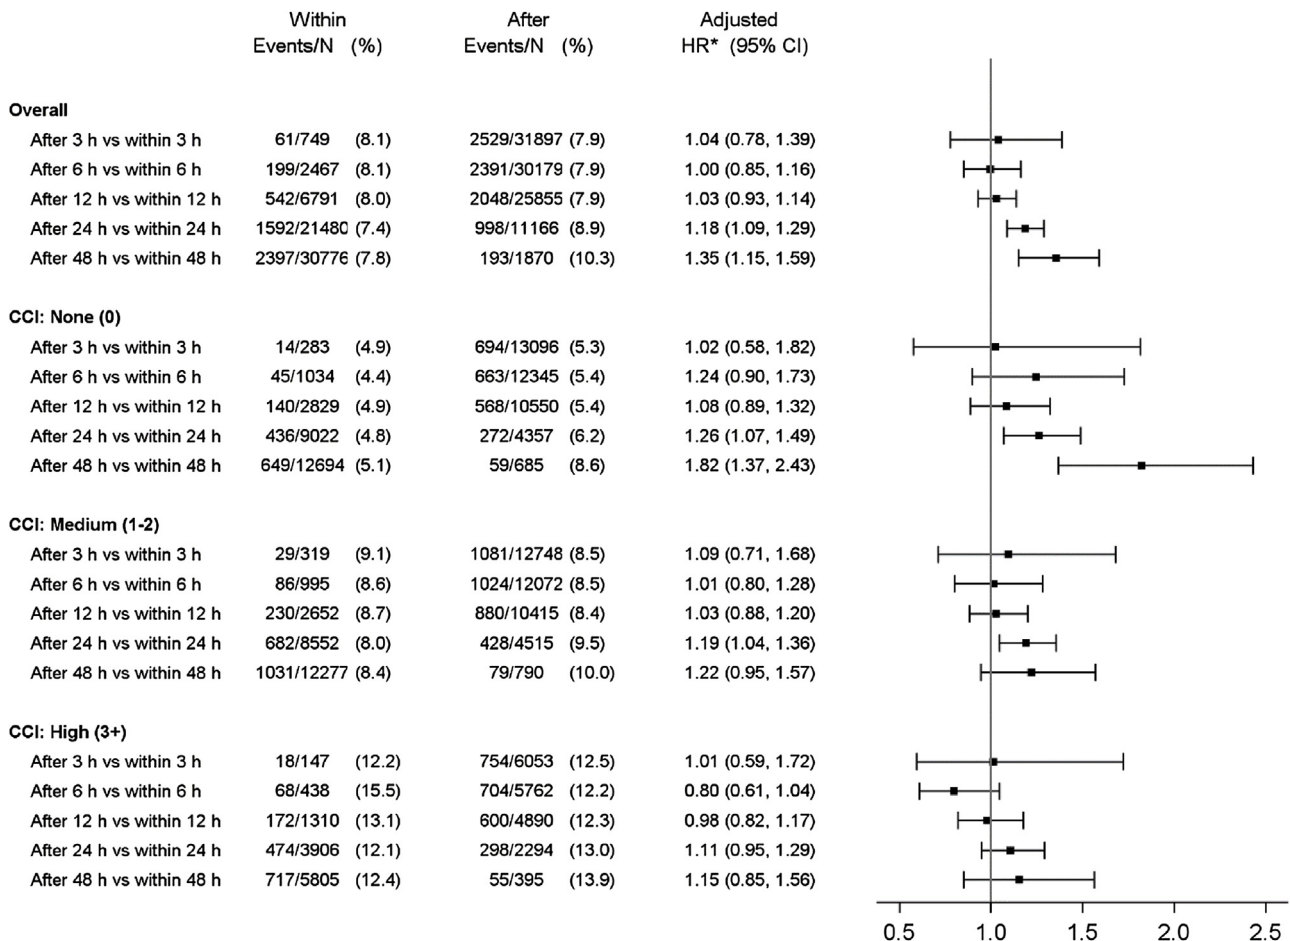 Within After Adjusted
Events/N (%) Events/N (%) HR* (95% CI)
Overall
After 3 h vs within 3 h 61/749 (8.1) 2529/31897 (7.9) 1.04 (0.78, 1.39)
After 6 h vs within 6 h 199/2467 (8.1) 2391/30179 (7.9) 1.00 (0.85, 1.16)
After 12 h vs within 12 h 542/6791 (8.0) 2048/25855 (7.9) 1.03 (0.93, 1.14)
After 24 h vs within 24 h 1592/21480 (7.4) 998/11166 (8.9) 1.18 (1.09, 1.29)
After 48 h vs within 48 h 2397/30776 (7.8) 193/1870 (10.3) 1.35 (1.15, 1.59)
CCI: None (0)
After 3 h vs within 3 h 14/283 (4.9) 694/13096 (5.3) 1.02 (0.58, 1.82)
After 6 h vs within 6 h 45/1034 (4.4) 663/12345 (5.4) 1.24 (0.90, 1.73)
After 12 h vs within 12 h 140/2829 (4.9) 568/10550 (5.4) 1.08 (0.89, 1.32)
After 24 h vs within 24 h 436/9022 (4.8) 272/4357 (6.2) 1.26 (1.07, 1.49)
After 48 h vs within 48 h 649/12694 (5.1) 59/685 (8.6) 1.82 (1.37, 2.43)
CCI: Medium (1-2)
After 3 h vs within 3 h 29/319 (9.1) 1081/12748 (8.5) 1.09 (0.71, 1.68)
After 6 h vs within 6 h 86/995 (8.6) 1024/12072 (8.5) 1.01 (0.80, 1.28)
After 12 h vs within 12 h 230/2652 (8.7) 880/10415 (8.4) 1.03 (0.88, 1.20)
After 24 h vs within 24 h 682/8552 (8.0) 428/4515 (9.5) 1.19 (1.04, 1.36)
After 48 h vs within 48 h 1031/12277 (8.4) 79/790 (10.0) 1.22 (0.95, 1.57)
CCI: High (3+)
After 3 h vs within 3 h 18/147 (12.2) 754/6053 (12.5) 1.01 (0.59, 1.72)
After 6 h vs within 6 h 68/438 (15.5) 704/5762 (12.2) 0.80 (0.61, 1.04)
After 12 h vs within 12 h 172/1310 (13.1) 600/4890 (12.3) 0.98 (0.82, 1.17)
After 24 h vs within 24 h 474/3906 (12.1) 298/2294 (13.0) 1.11 (0.95, 1.29)
After 48 h vs within 48 h 717/5805 (12.4) 55/395 (13.9) 1.15 (0.85, 1.56)
0.5 1.0 1.5 2.0 2.5